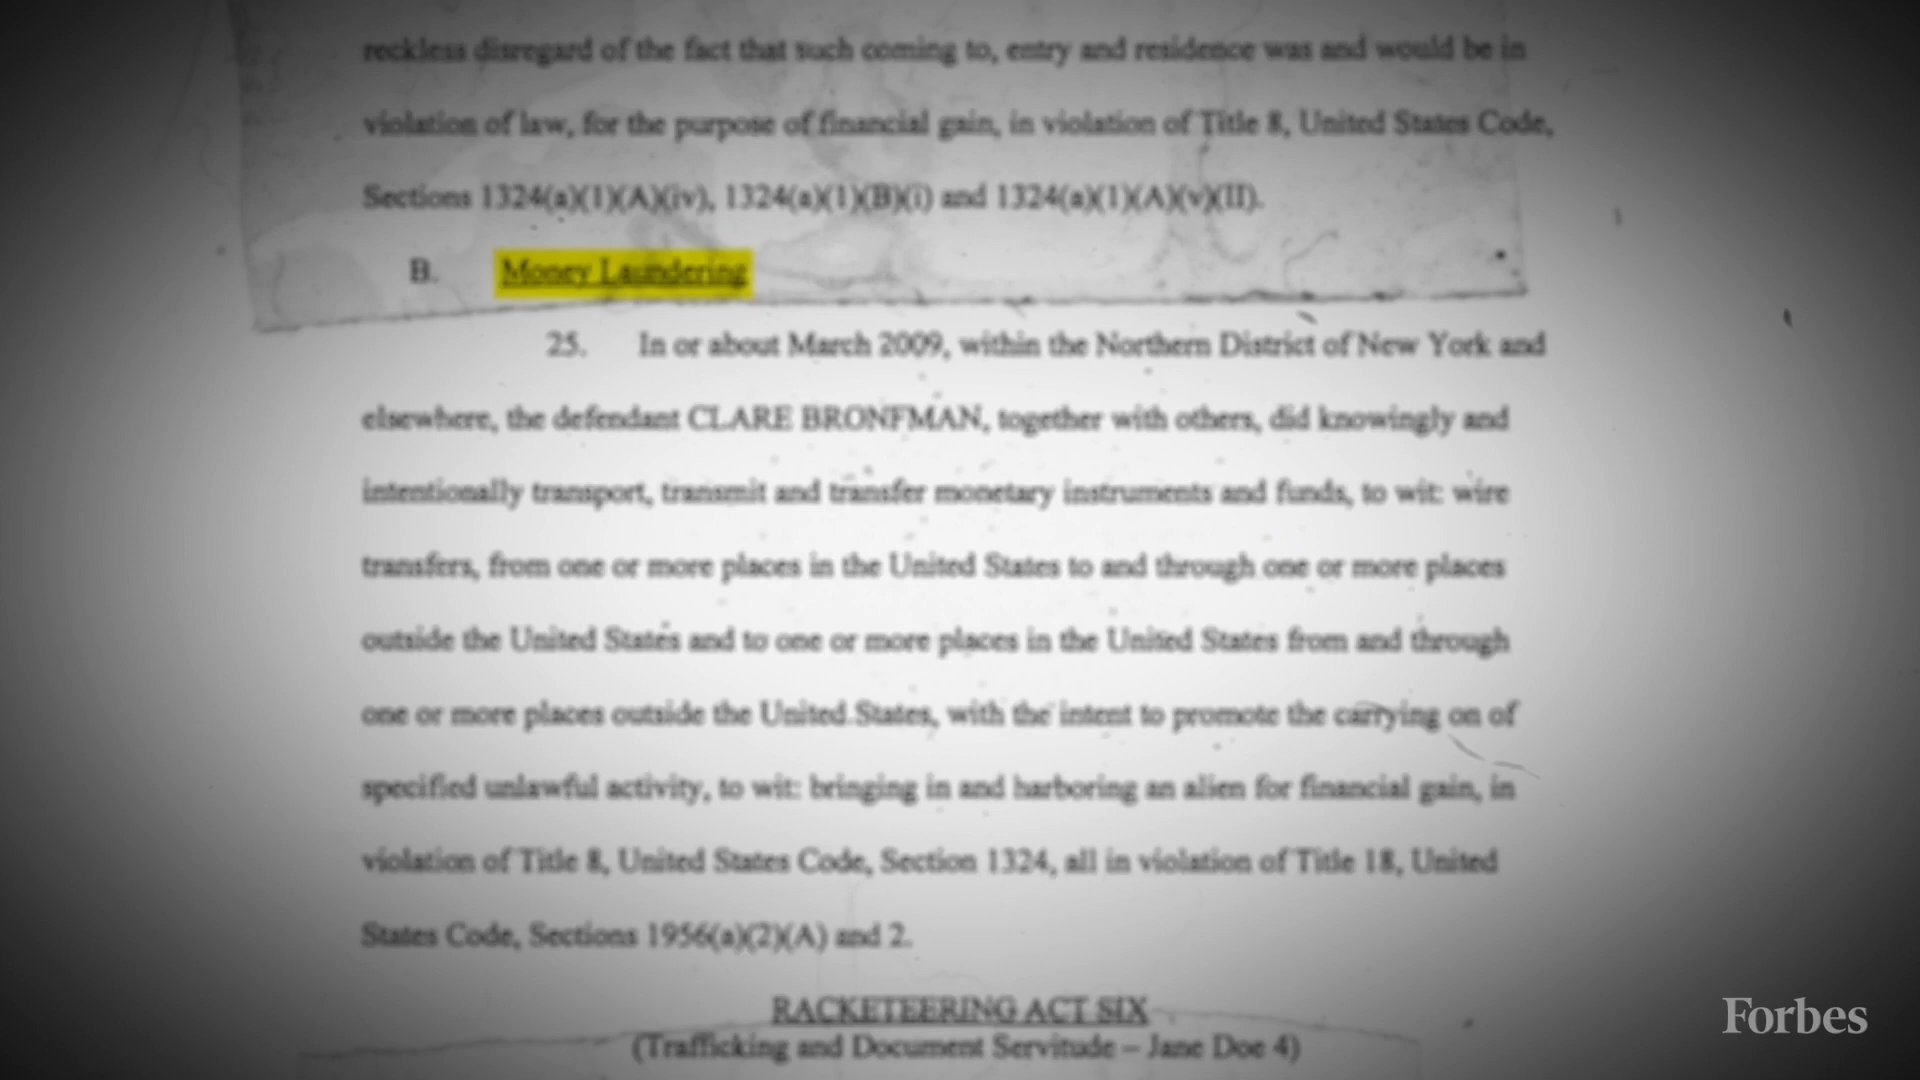 reckless disregard of the fact that such coming to, entry and residence was and would be in
violation of law, for the purpose of financial gain, in violation of Title 8, United States Code,
Sections 1324(a)(1)(A)(iv), 1324(a)(1)(B)(i) and 1324(a)(1)(A)(v)(II).
B. Money Laundering
25. In or about March 2009, within the Northern District of New York and
elsewhere, the defendant CLARE BRONFMAN, together with others, did knowingly and
intentionally transport, transmit and transfer monetary instruments and funds, to wit: wire
transfers, from one or more places in the United States to and through one or more places
outside the United States and to one or more places in the United States from and through
one or more places outside the United States, with the intent to promote the carrying on of
specified unlawful activity, to wit: bringing in and harboring an alien for financial gain, in
violation of Title 8, United States Code, Section 1324, all in violation of Title 18, United
States Code, Sections 1956(a)(2)(A) and 2.
RACKETEERING ACT SIX
(Trafficking and Document Servitude – Jane Doe 4)
Forbes